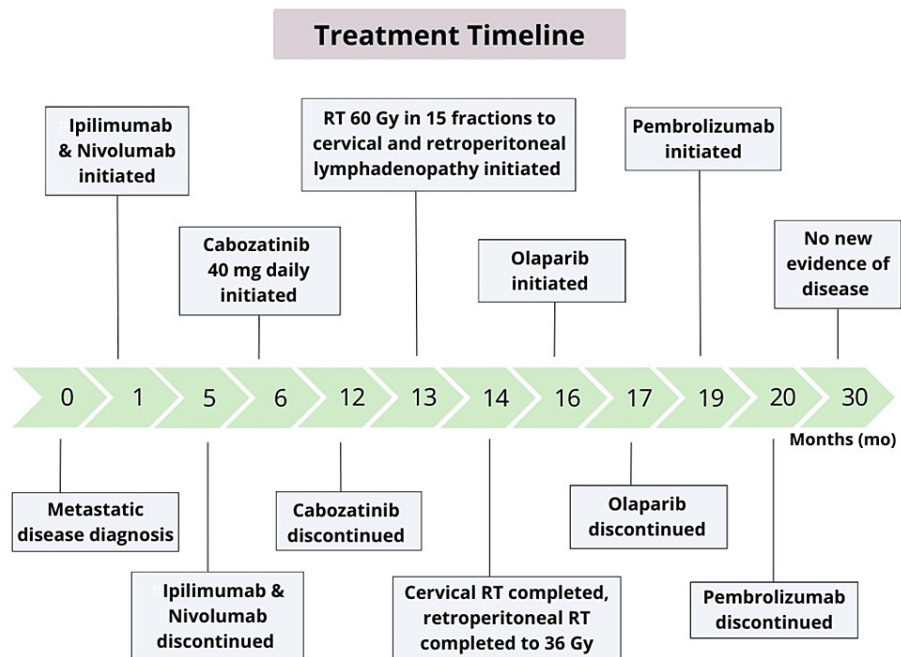 Treatment Timeline
Ipilimumab
& Nivolumab
initiated
RT 60 Gy in 15 fractions to
cervical and retroperitoneal
lymphadenopathy initiated
Pembrolizumab
initiated
Cabozatinib
40 mg daily
initiated
Olaparib
initiated
No new
evidence of
disease
0 1 5 6 12 13 14 16 17 19 20 30
Months (mo)
Metastatic
disease diagnosis
Cabozatinib
discontinued
Olaparib
discontinued
Ipilimumab &
Nivolumab
discontinued
Cervical RT completed,
retroperitoneal RT
completed to 36 Gy
Pembrolizumab
discontinued